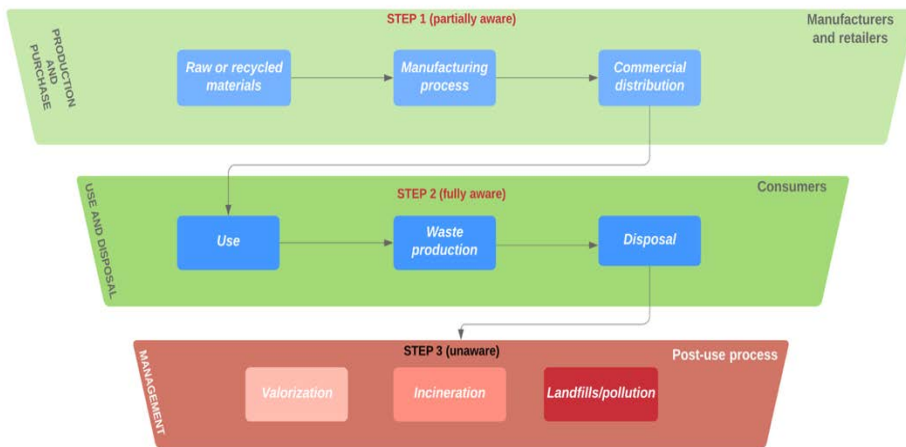 STEP 1 (partially aware)
Manufacturers
and retailers
PRODUCTION
AND
PURCHASE
Raw or recycled
materials
Manufacturing
process
Commercial
distribution
USE AND DISPOSAL
STEP 2 (fully aware)
Consumers
Use
Waste
production
Disposal
MANAGEMENT
STEP 3 (unaware)
Post-use process
Valorization
Incineration
Landfills/pollution